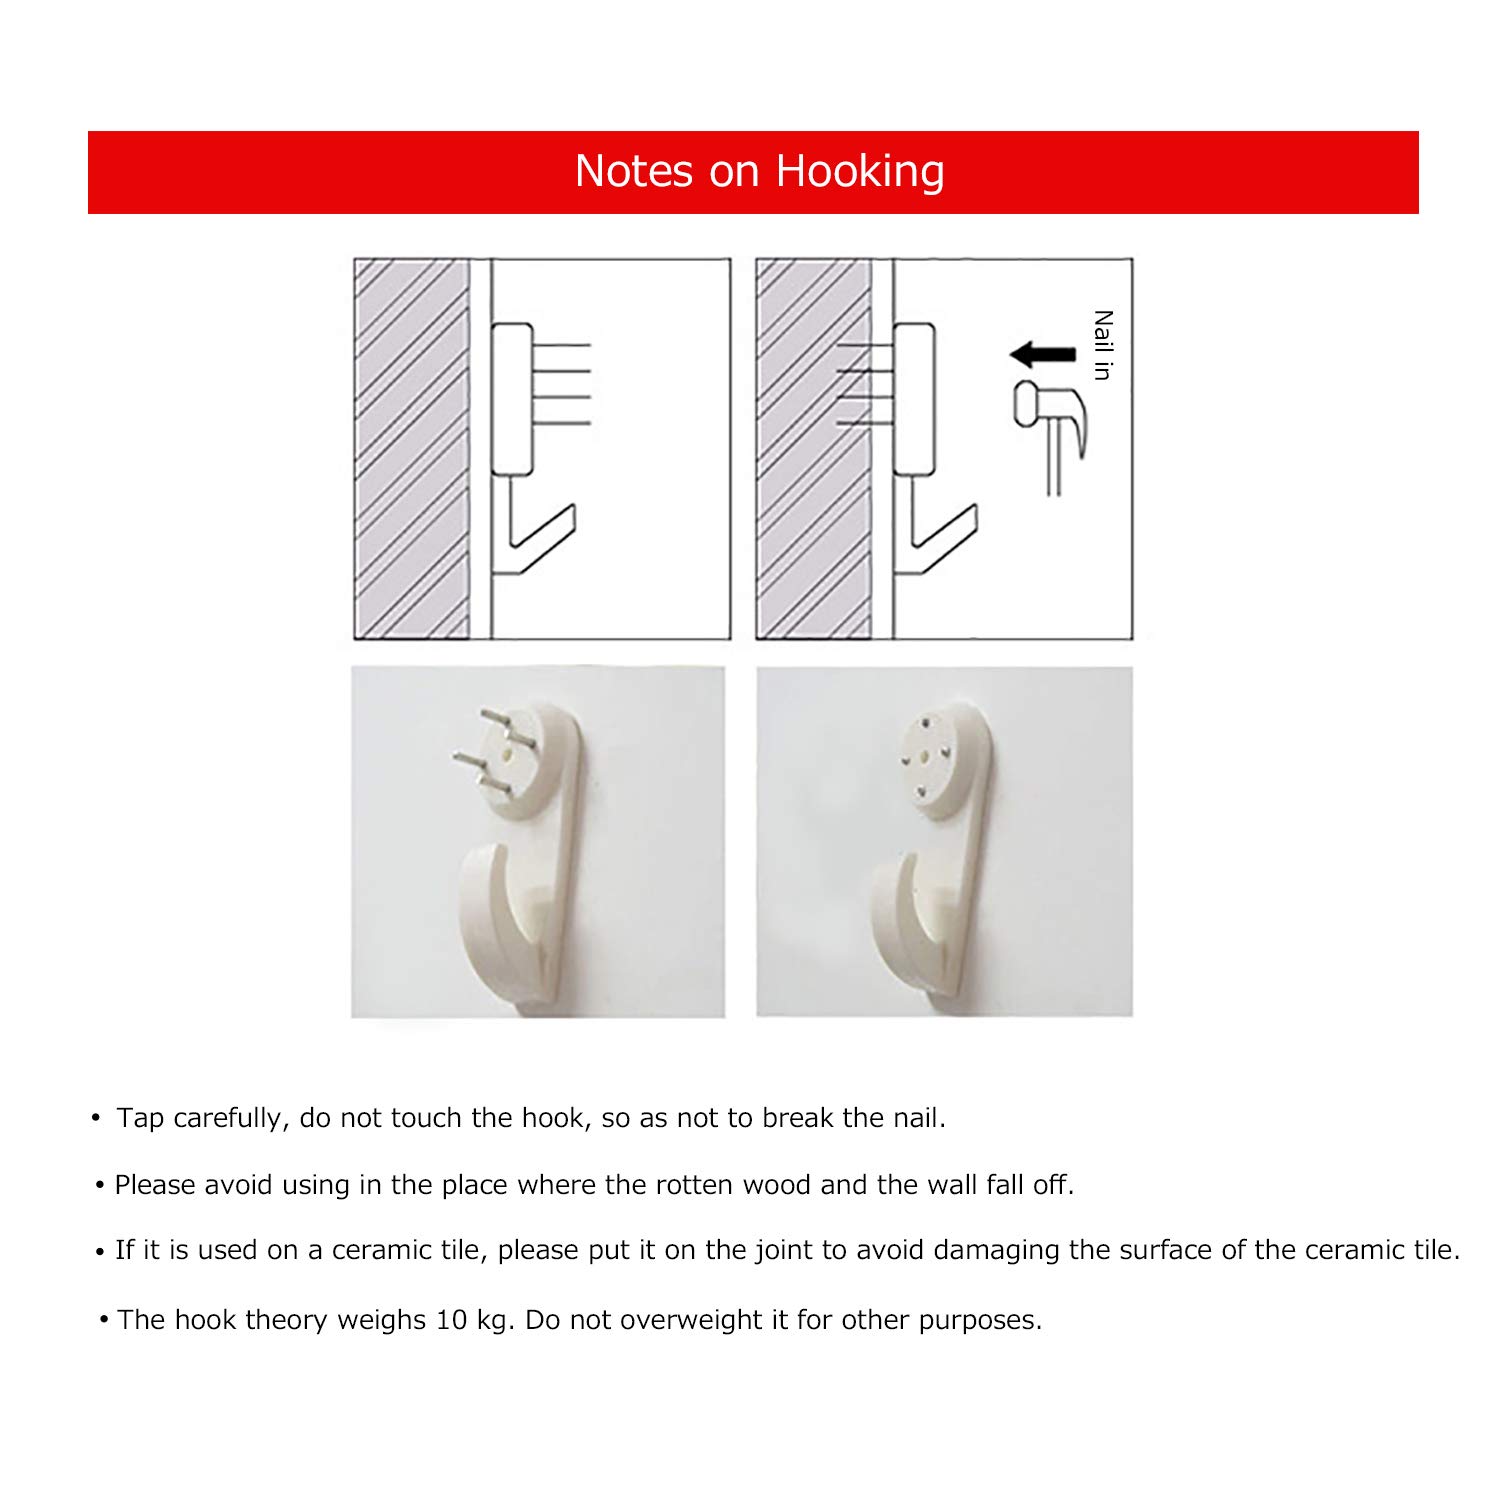 Notes on Hooking
Nail in
• Tap carefully, do not touch the hook, so as not to break the nail.
• Please avoid using in the place where the rotten wood and the wall fall off.
• If it is used on a ceramic tile, please put it on the joint to avoid damaging the surface of the ceramic tile.
• The hook theory weighs 10 kg. Do not overweight it for other purposes.